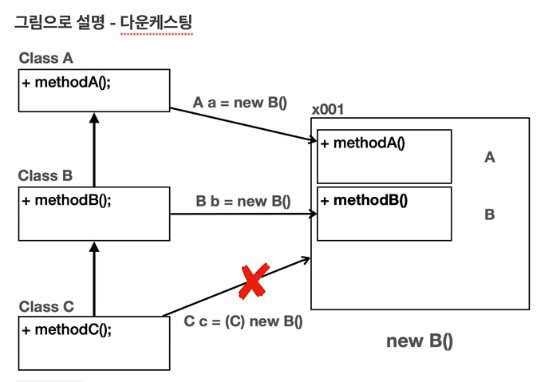 그림으로 설명 - 다운케스팅
Class A
+ methodA();
A a = new B()
x001
+ methodA()
A
Class B
+ methodB();
B b = new B()
+ methodB()
B
Class C
+ methodC();
C c = (C) new B()
new B()